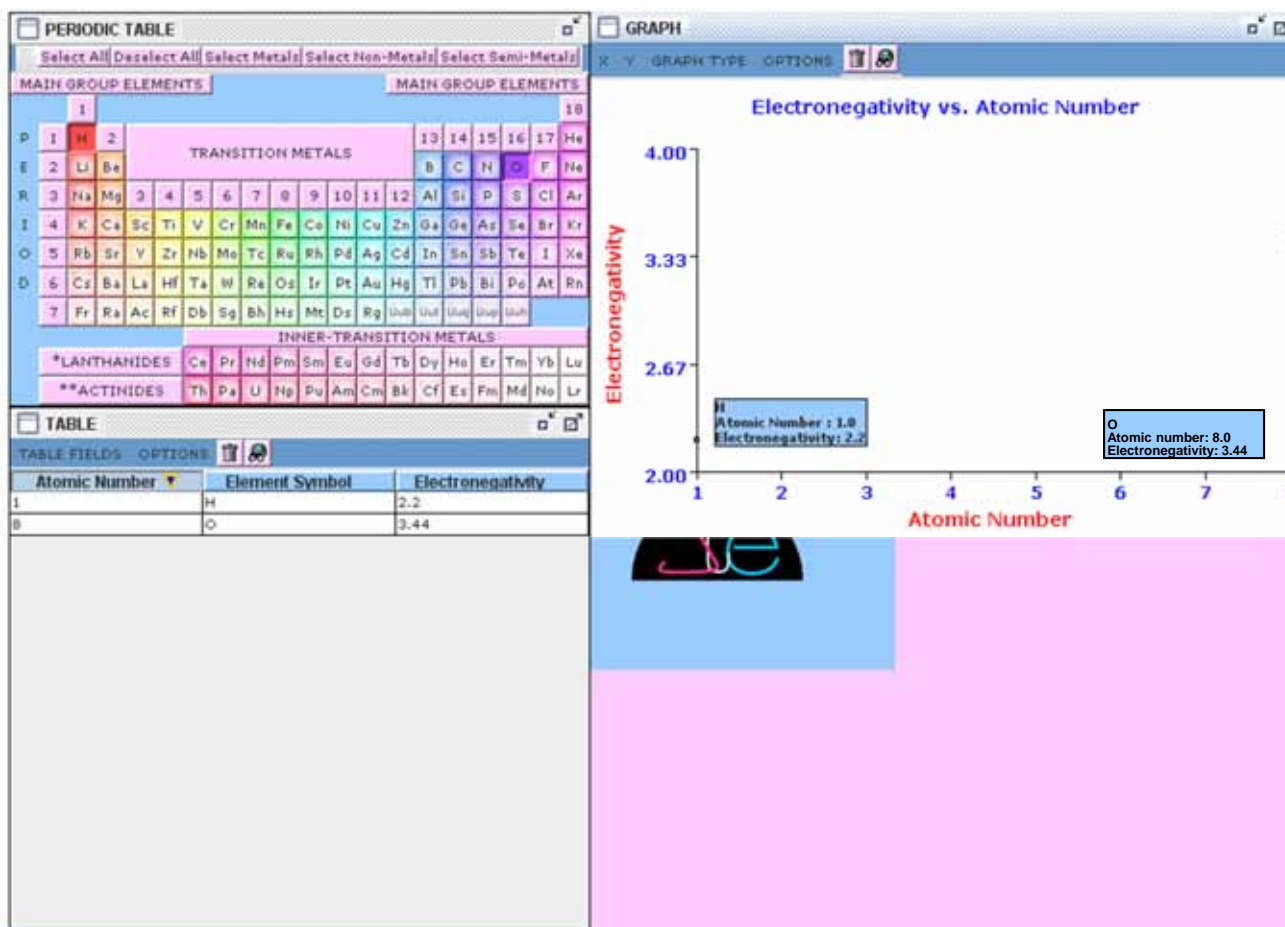 PERIODIC TABLE
Select All Deselect All Select Metals Select Non-Metals Select Semi-Metals
MAIN GROUP ELEMENTS MAIN GROUP ELEMENTS
1 18
P 1 H 2 TRANSITION METALS 13 14 15 16 17 He
E 2 Li Be B C N O F Ne
R 3 Na Mg 3 4 5 6 7 8 9 10 11 12 Al Si P S Cl Ar
I 4 K Ca Sc Ti V Cr Mn Fe Co Ni Cu Zn Ga Ge As Se Br Kr
O 5 Rb Sr Y Zr Nb Mo Tc Ru Rh Pd Ag Cd In Sn Sb Te I Xe
D 6 Cs Ba La Hf Ta W Re Os Ir Pt Au Hg Tl Pb Bi Po At Rn
7 Fr Ra Ac Rf Db Sg Bh Hs Mt Ds Rg Uub Uut Uuq Uup Uuh
INNER-TRANSITION METALS
*LANTHANIDES Ce Pr Nd Pm Sm Eu Gd Tb Dy Ho Er Tm Yb Lu
**ACTINIDES Th Pa U Np Pu Am Cm Bk Cf Es Fm Md No Lr
TABLE
TABLE FIELDS OPTIONS
Atomic Number Element Symbol Electronegativity
1 H 2.2
8 O 3.44
GRAPH
X Y GRAPH TYPE OPTIONS
Electronegativity vs. Atomic Number
4.00
3.33
2.67
2.00
Electronegativity
H
Atomic Number : 1.0
Electronegativity: 2.2
O
Atomic number: 8.0
Electronegativity: 3.44
1 2 3 4 5 6 7
Atomic Number